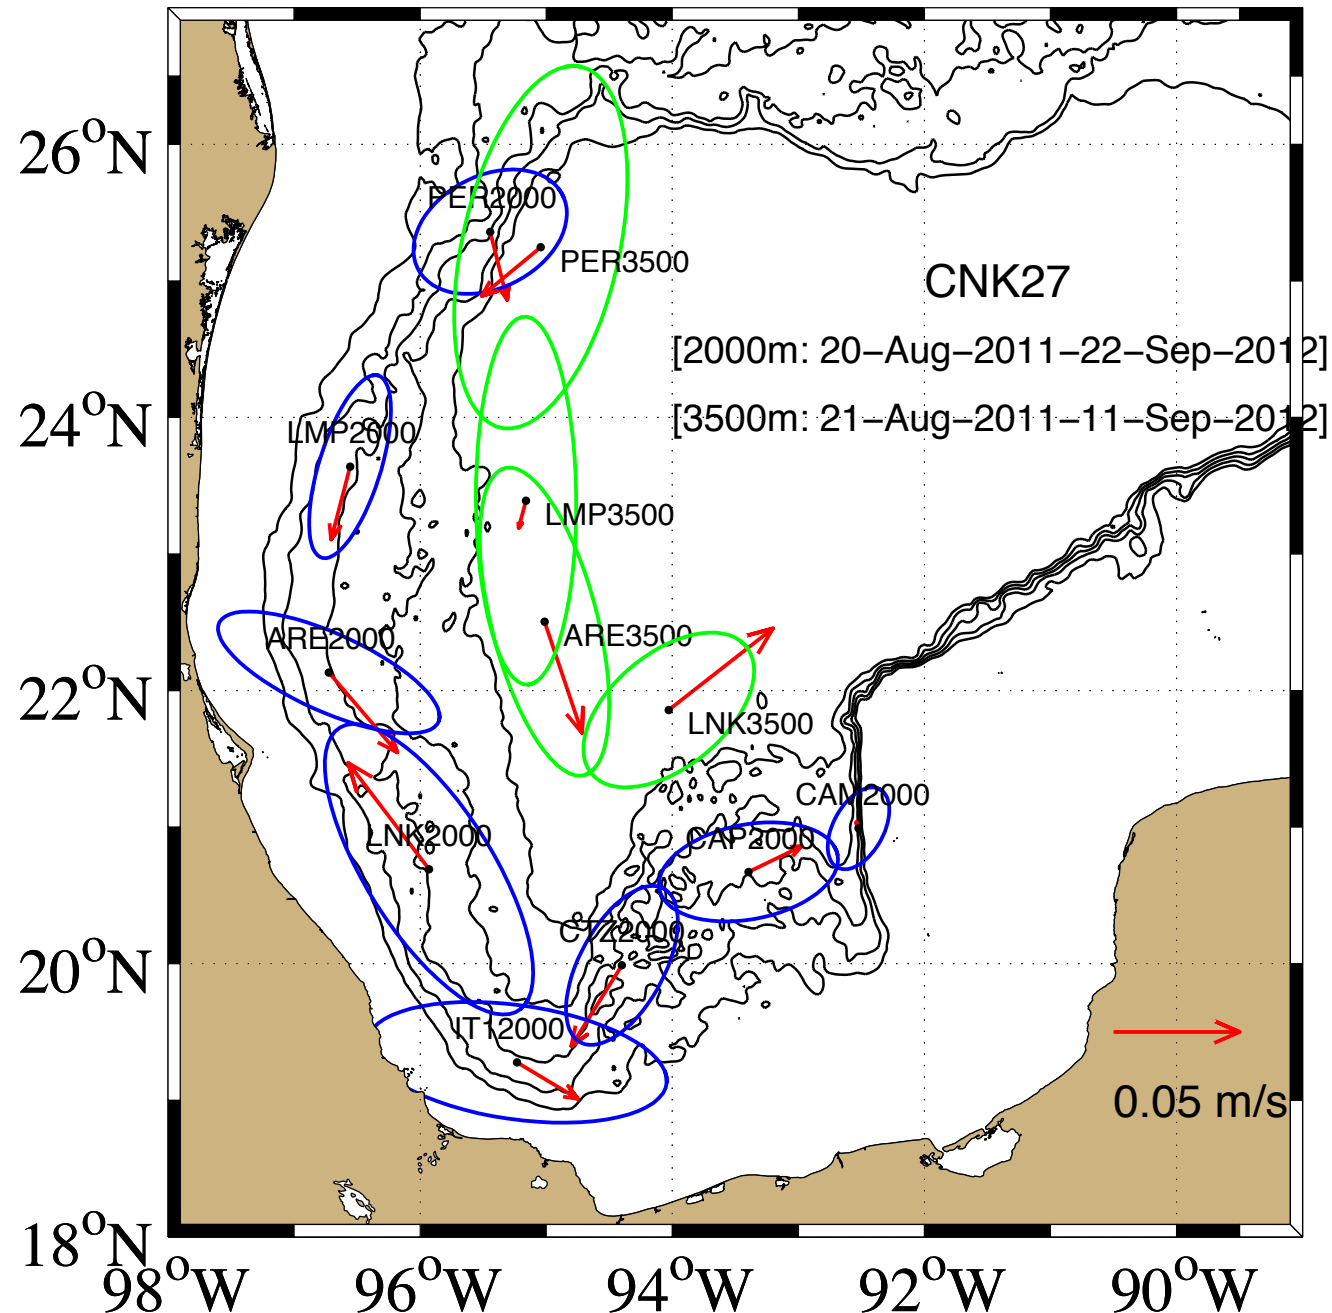 26°N
PER2000
PER3500
CNK27
[2000m: 20−Aug−2011−22−Sep−2012]
24°N
[3500m: 21−Aug−2011−11−Sep−2012]
LMP2000
LMP3500
ARE2000
ARE3500
22°N
LNK3500
CAM2000
LNK2000
CAP2000
CTZ2000
20°N
IT12000
0.05 m/s
18°N
98°W
96°W
94°W
92°W
90°W